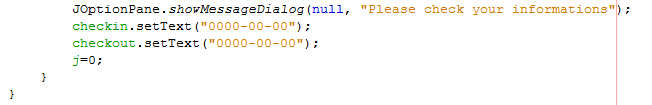 JOptionPane.showMessageDialog(null, "Please check your informations");
checkin.setText("0000-00-00");
checkout.setText("0000-00-00");
j=0;
}
}